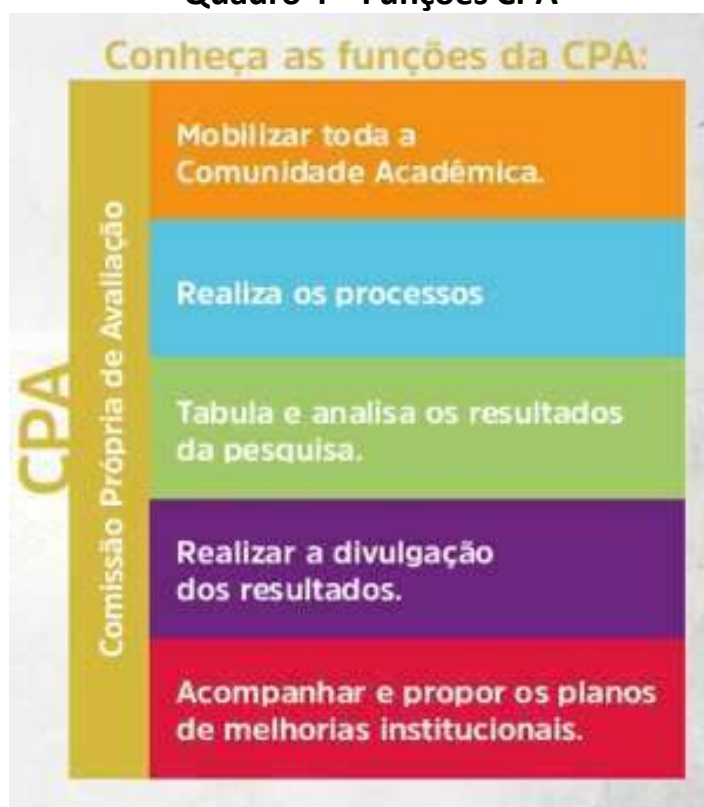 Conheça as funções da CPA:
CPA
Comissão Própria de Avaliação
Mobilizar toda a
Comunidade Acadêmica.
Realiza os processos
Tabula e analisa os resultados
da pesquisa.
Realizar a divulgação
dos resultados.
Acompanhar e propor os planos
de melhorias institucionais.